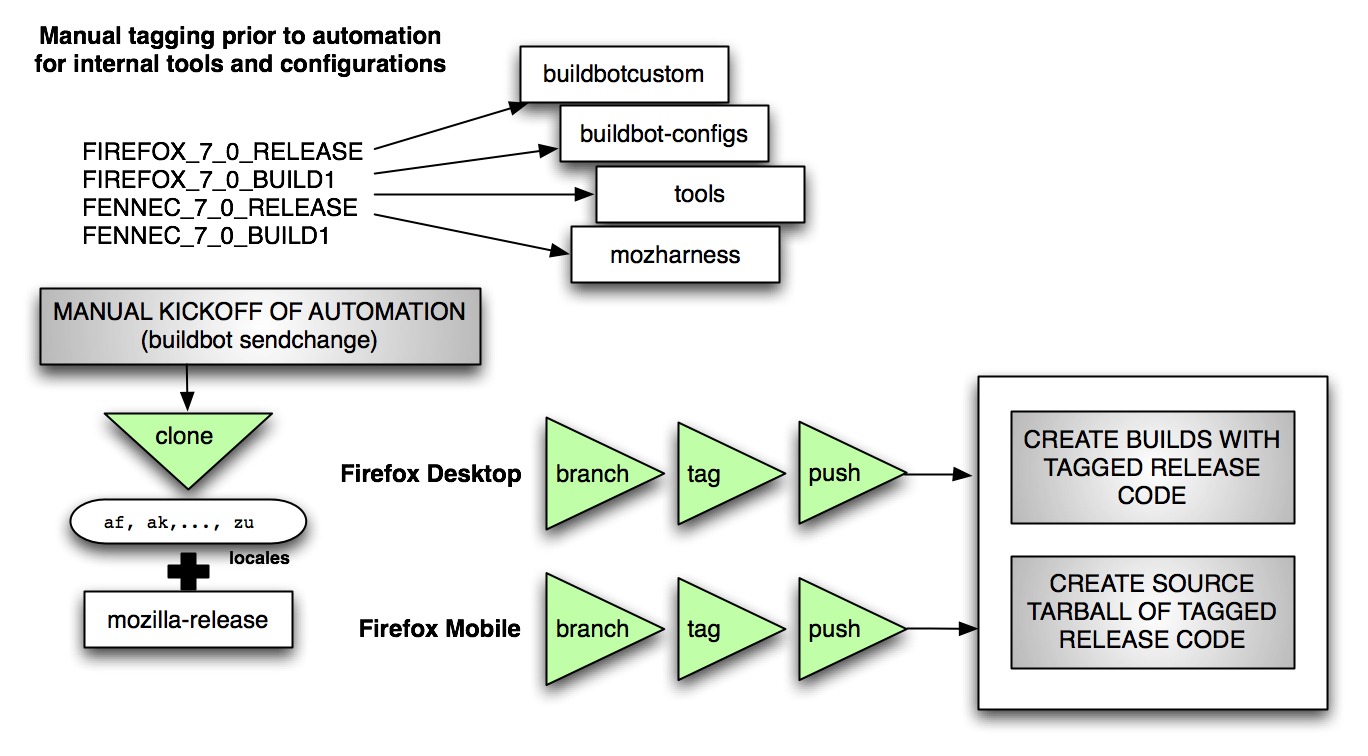 Manual tagging prior to automation
for internal tools and configurations
FIREFOX_7_0_RELEASE
FIREFOX_7_0_BUILD1
FENNEC_7_0_RELEASE
FENNEC_7_0_BUILD1
buildbotcustom
buildbot-configs
tools
mozharness
MANUAL KICKOFF OF AUTOMATION
(buildbot sendchange)
clone
af, ak,..., zu
locales
mozilla-release
Firefox Desktop
branch
tag
push
Firefox Mobile
branch
tag
push
CREATE BUILDS WITH
TAGGED RELEASE
CODE
CREATE SOURCE
TARBALL OF TAGGED
RELEASE CODE